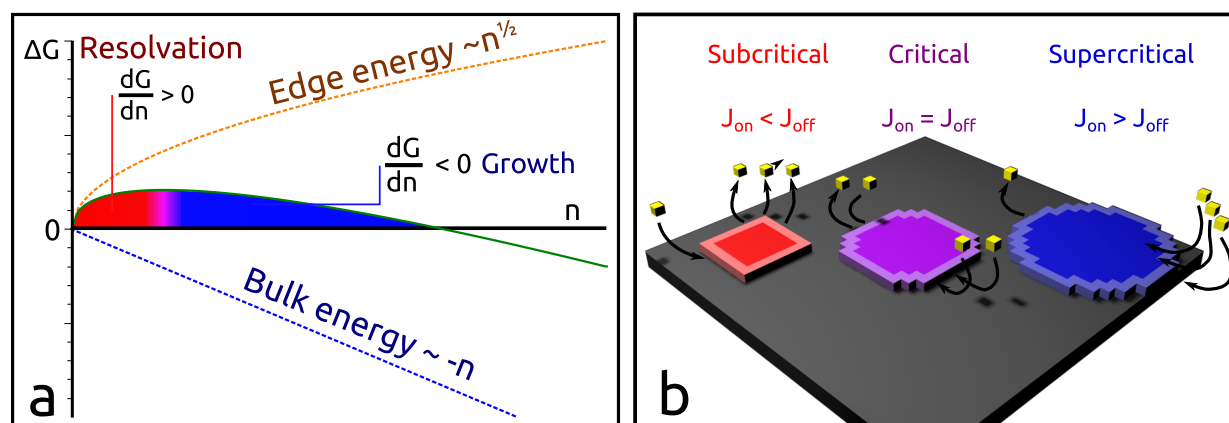 ΔG
Resolvation
dG
dn
> 0
Edge energy ~n½
dG
dn
< 0 Growth
n
0
Bulk energy ~ -n
a
Subcritical
Critical
Supercritical
Jon < Joff
Jon = Joff
Jon > Joff
b